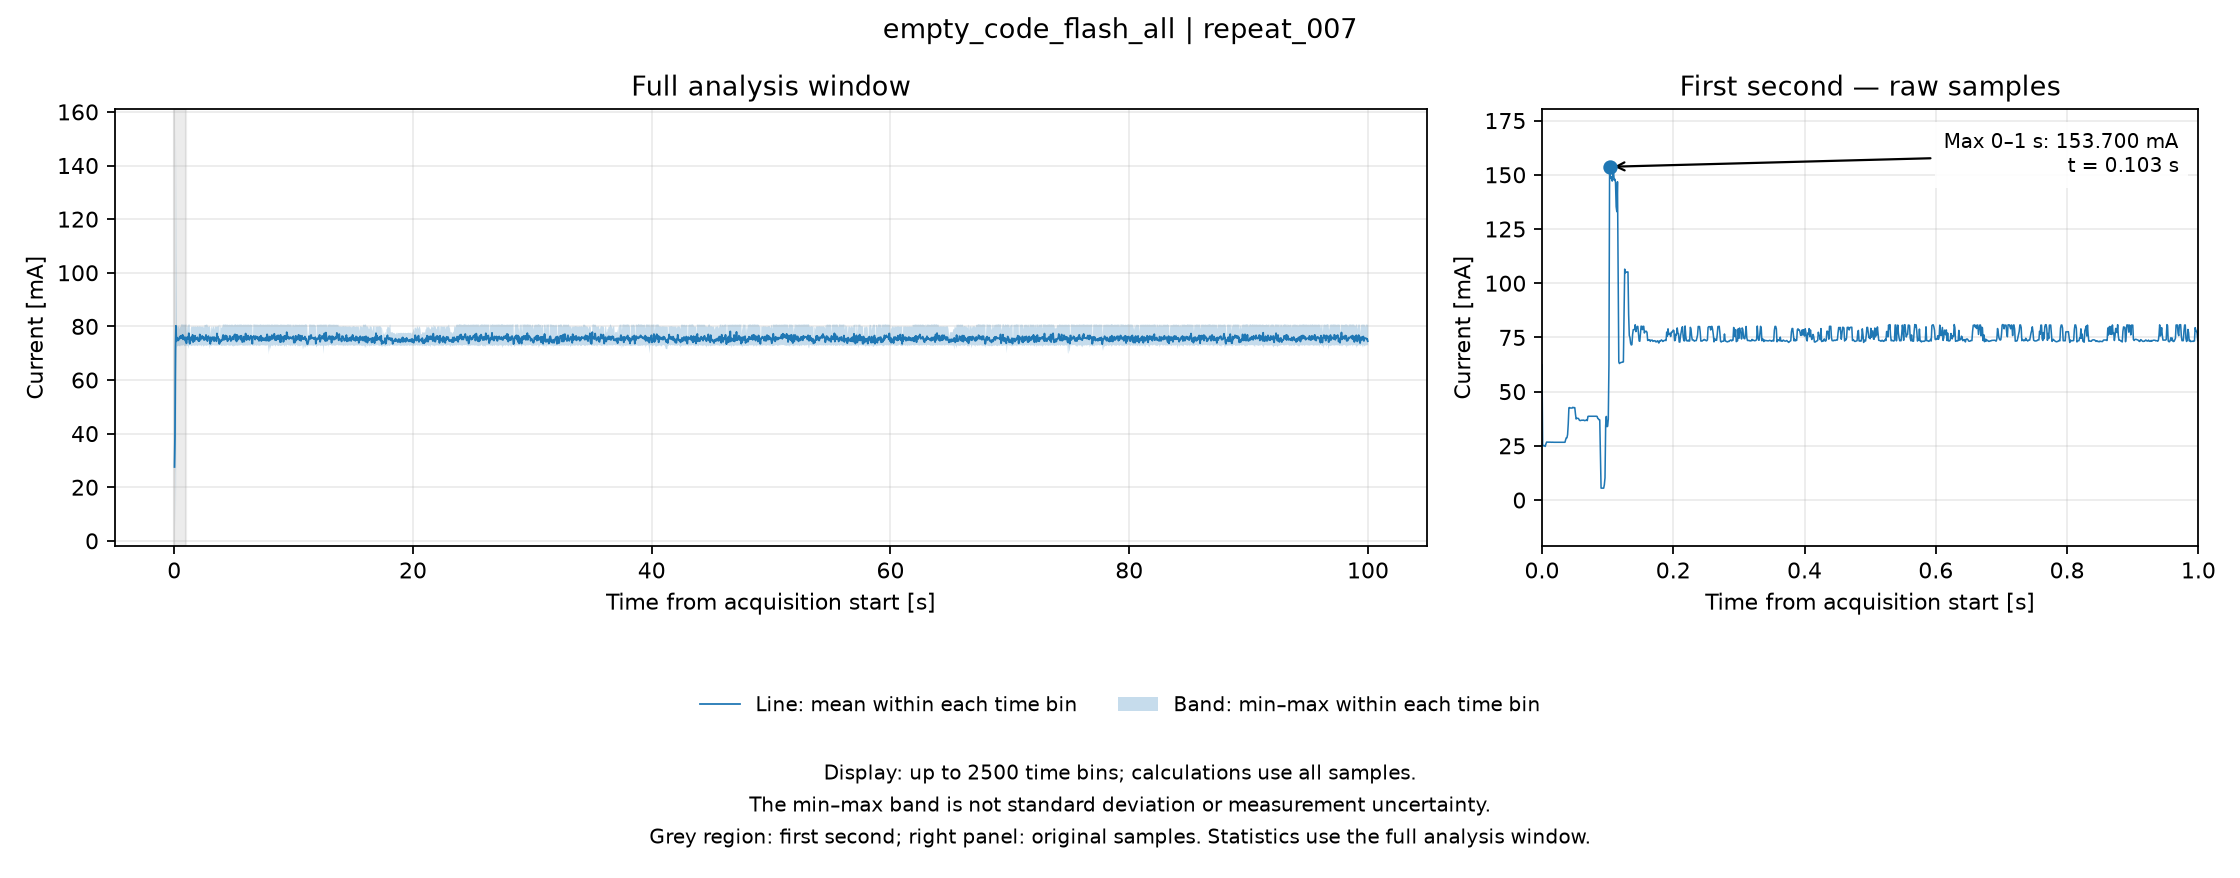 empty_code_flash_all | repeat_007
Full analysis window
160
140
120
100
80
60
40
20
0
Current [mA]
0 20 40 60 80 100
Time from acquisition start [s]
First second — raw samples
175
150
125
100
75
50
25
0
Current [mA]
Max 0–1 s: 153.700 mA
t = 0.103 s
0.0 0.2 0.4 0.6 0.8 1.0
Time from acquisition start [s]
Line: mean within each time bin
Band: min–max within each time bin
Display: up to 2500 time bins; calculations use all samples.
The min–max band is not standard deviation or measurement uncertainty.
Grey region: first second; right panel: original samples. Statistics use the full analysis window.